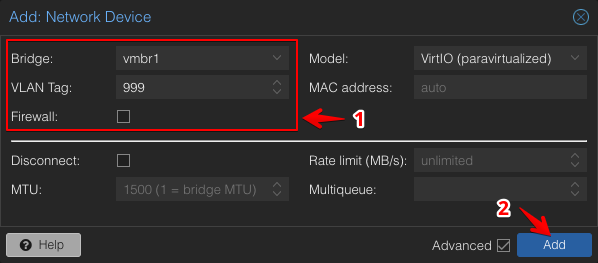 Add: Network Device
Bridge: vmbr1 Model: VirtIO (paravirtualized)
VLAN Tag: 999 MAC address: auto
Firewall:
1
Disconnect: Rate limit (MB/s): unlimited
MTU: 1500 (1 = bridge MTU) Multiqueue:
2
? Help Advanced Add